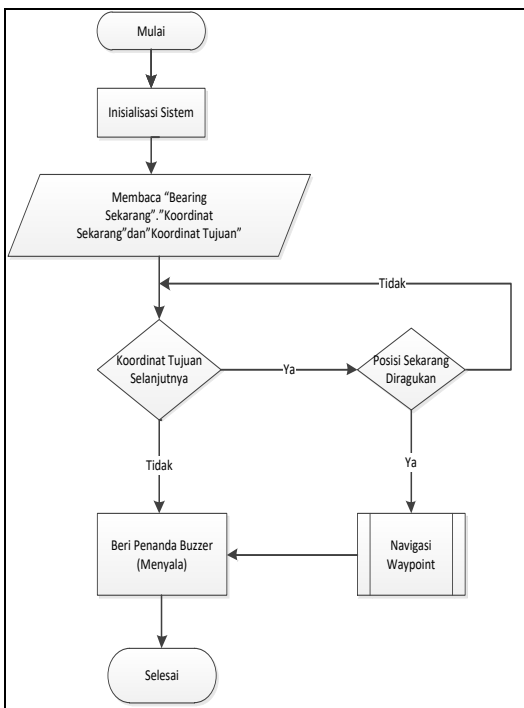 Mulai
Inisialisasi Sistem
Membaca “Bearing
Sekarang”.”Koordinat
Sekarang”dan”Koordinat Tujuan”
Tidak
Koordinat Tujuan
Selanjutnya
Ya
Posisi Sekarang
Diragukan
Tidak
Ya
Beri Penanda Buzzer
(Menyala)
Navigasi
Waypoint
Selesai